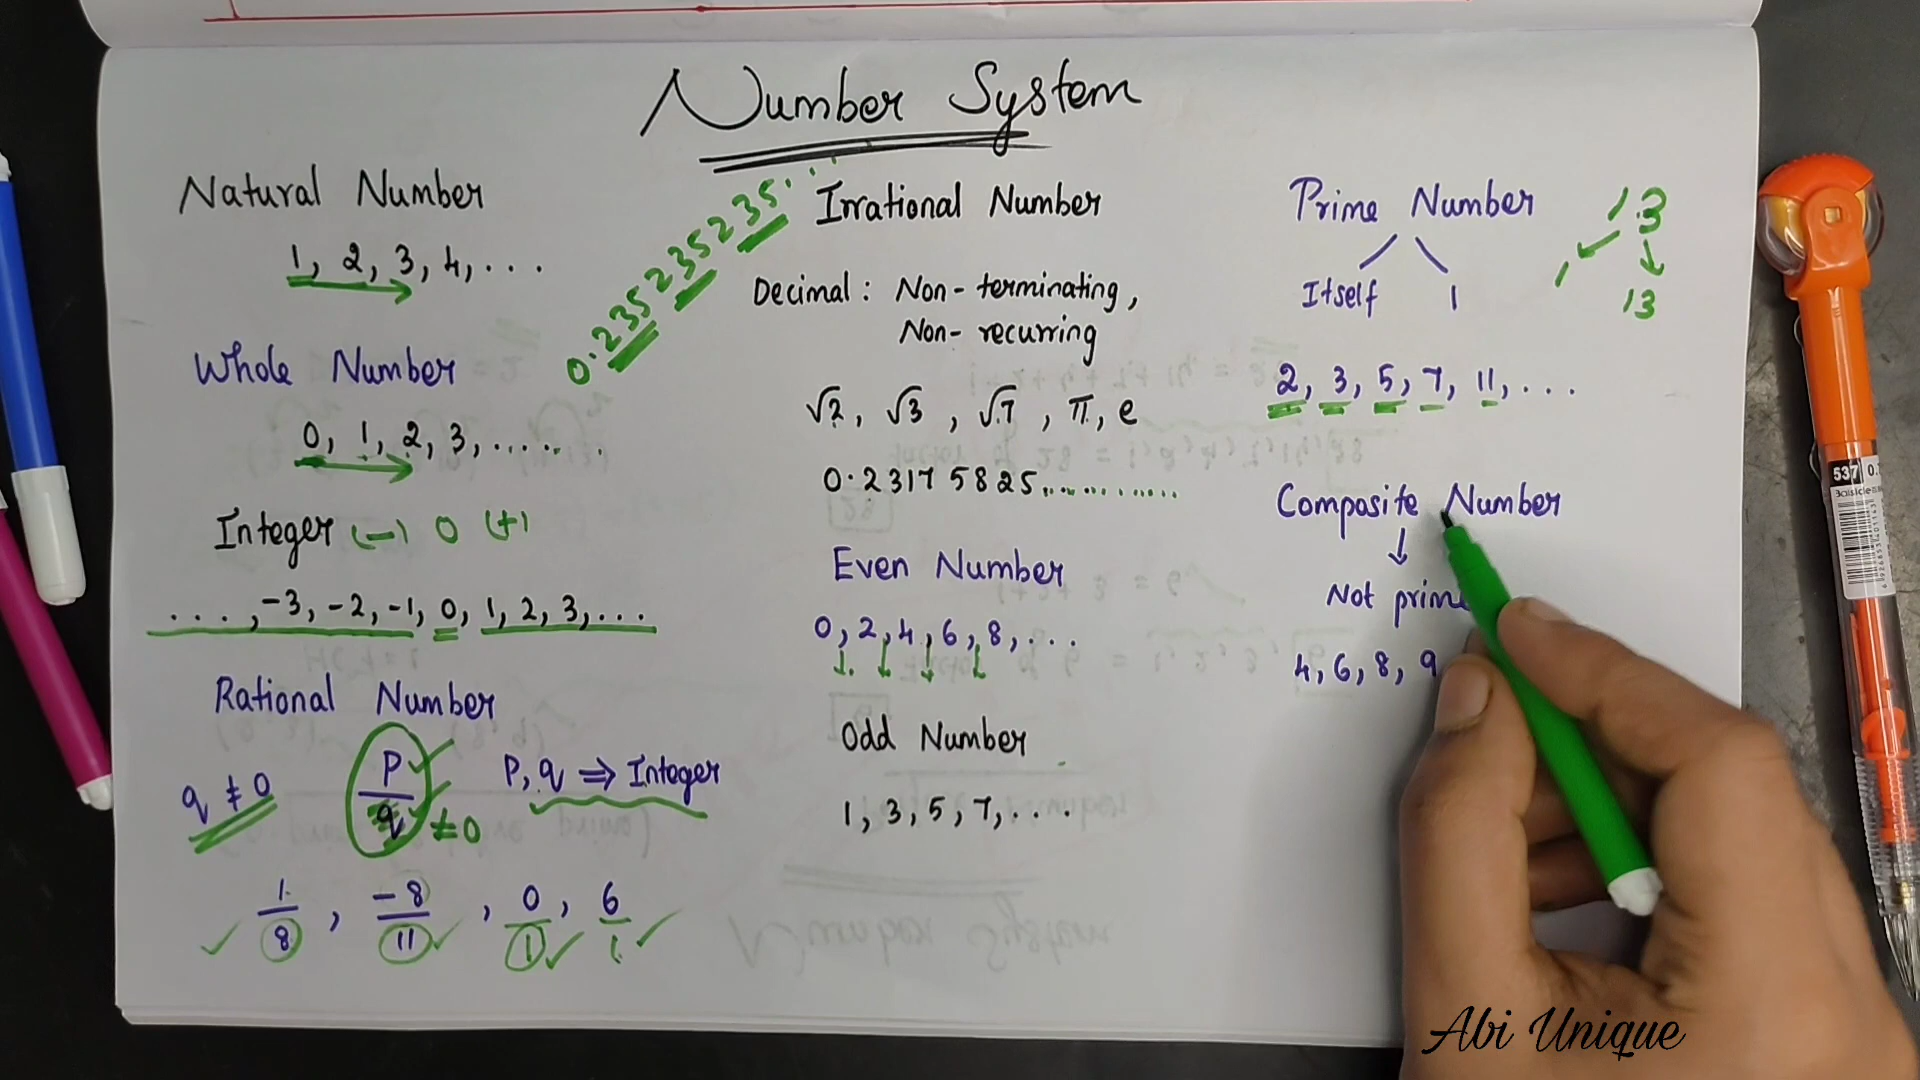 Number System
Natural Number
1, 2, 3, 4, . . .
Whole Number
0, 1, 2, 3, . . . . .
Integer (-) 0 (+)
. . . . , -3, -2, -1, 0, 1, 2, 3, . . .
Rational Number
q ≠ 0
P/q ≠ 0
P, q ⇒ Integer
1/8 , -8/11 , 0/1 , 6/1
0.235235235...
Irrational Number
Decimal : Non-terminating,
Non-recurring
√2, √3, √7, π, e
0.23175825............
Even Number
0, 2, 4, 6, 8, . . .
Odd Number
1, 3, 5, 7, . . .
Prime Number
Itself 1
13
1 13
2, 3, 5, 7, 11, . . .
Composite Number
↓
Not prime
4, 6, 8, 9
537
Abi Unique